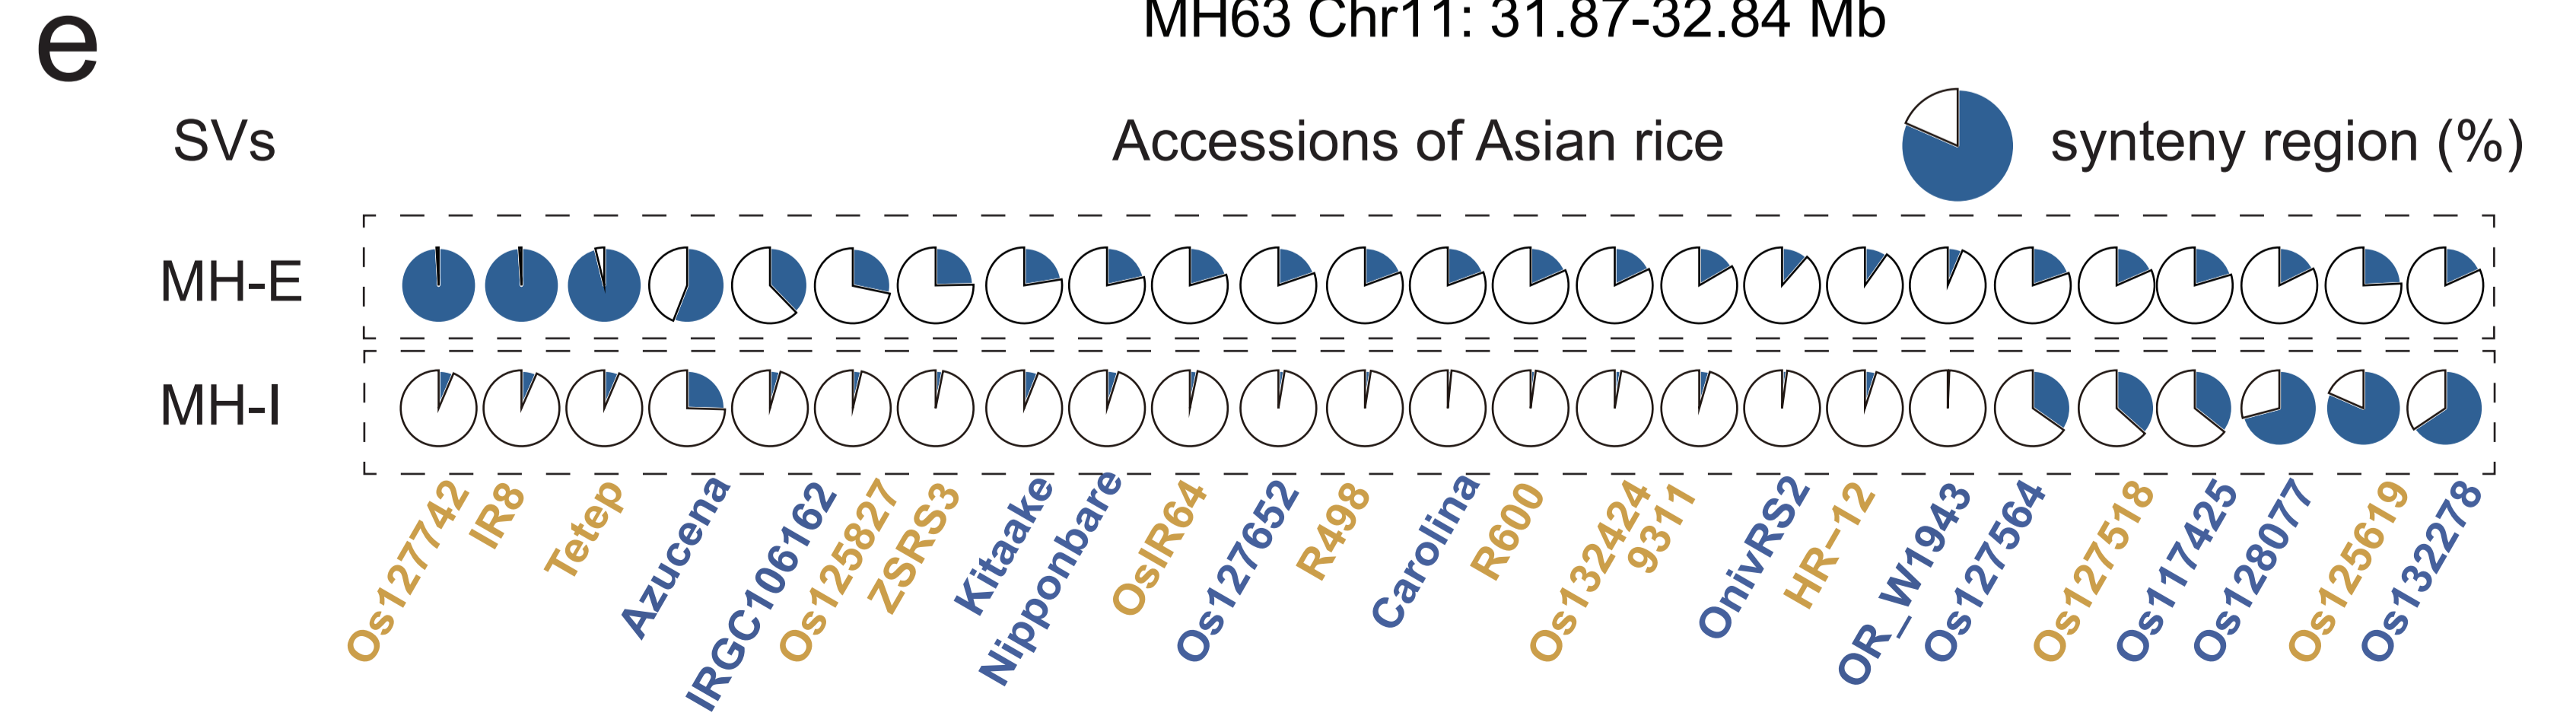 e
MH63 Chr11: 31.87-32.84 Mb
SVs
Accessions of Asian rice
synteny region (%)
MH-E
MH-I
Os127742
IR8
Tetep
Azucena
IRGC106162
Os125827
ZSRS3
Kitaake
Nipponbare
OsIR64
Os127652
R498
Carolina
R600
Os132424
9311
OnivRS2
HR-12
OR_W1943
Os127564
Os127518
Os117425
Os128077
Os125619
Os132278